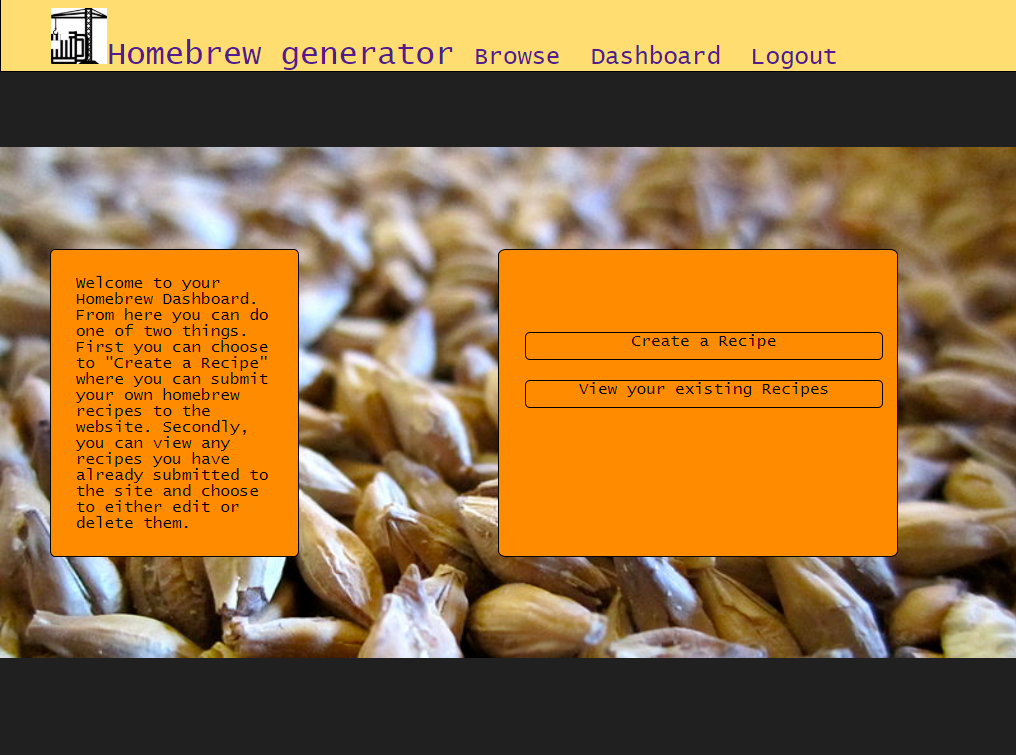 Homebrew generator Browse Dashboard Logout
Welcome to your
Homebrew Dashboard.
From here you can do
one of two things.
First you can choose
to "Create a Recipe"
where you can submit
your own homebrew
recipes to the
website. Secondly,
you can view any
recipes you have
already submitted to
the site and choose
to either edit or
delete them.
Create a Recipe
View your existing Recipes